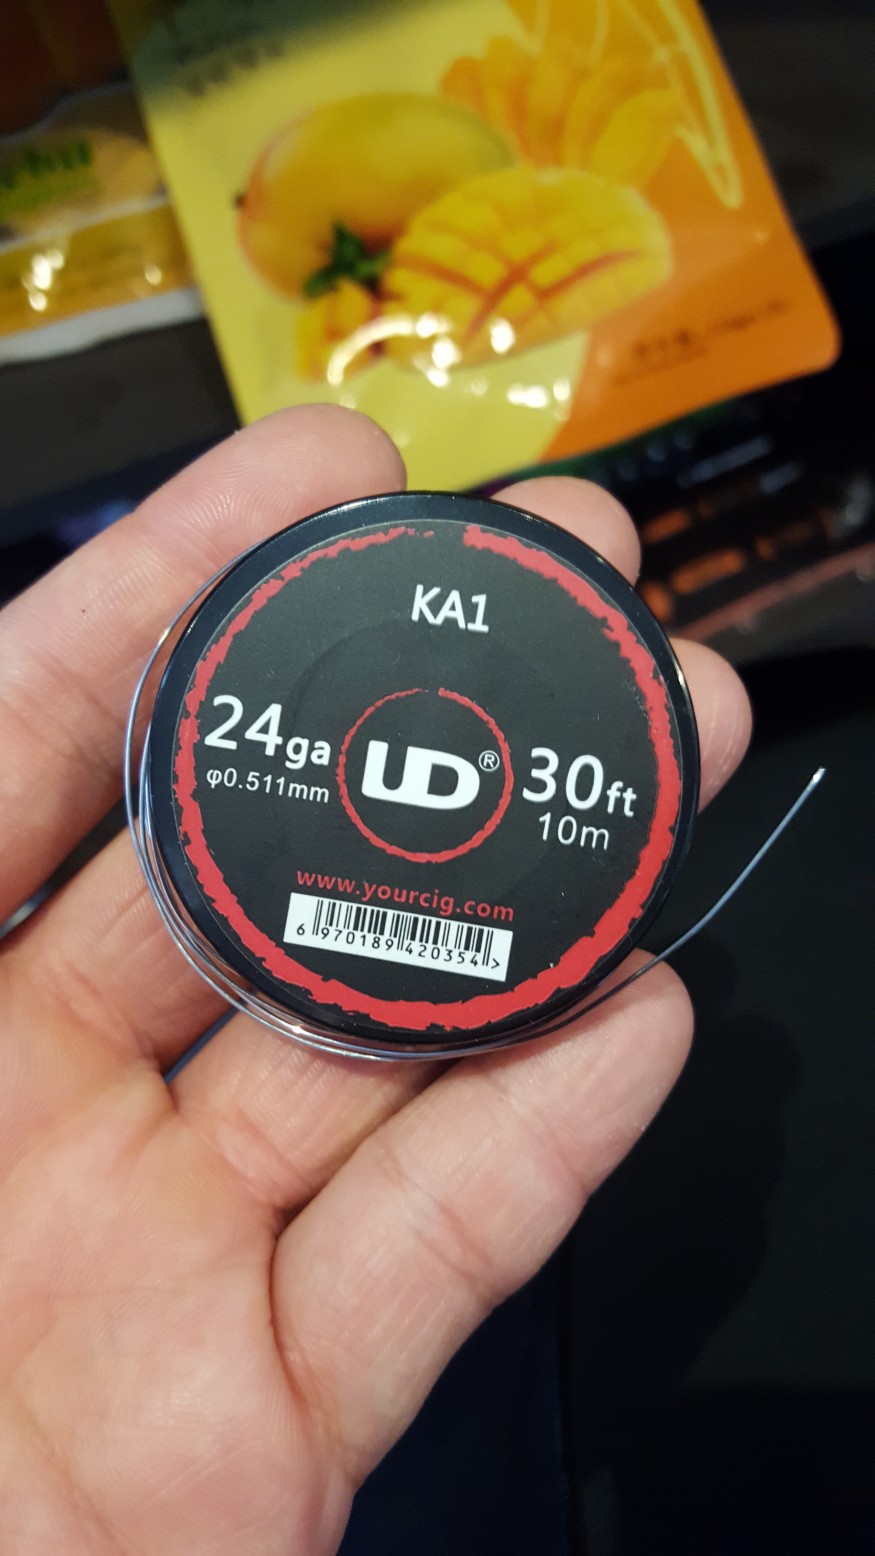 KA1
24ga
φ0.511mm
UD®
30ft
10m
www.yourcig.com
6 970189 420354 >